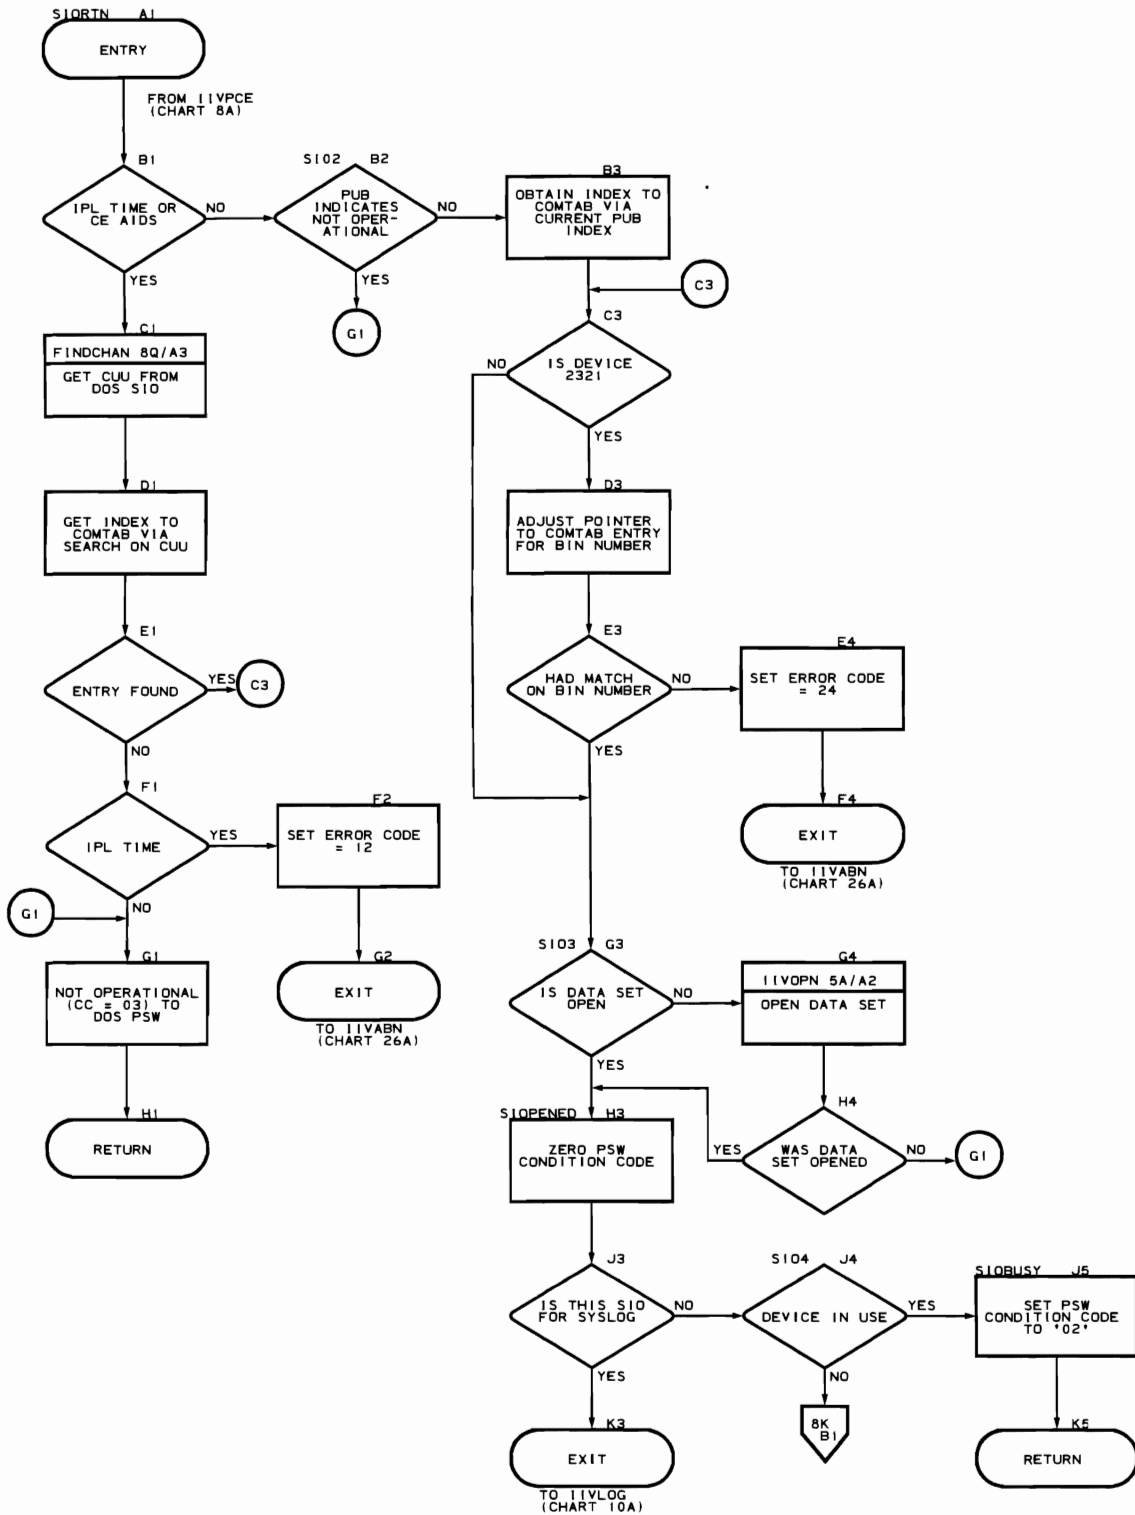 SIORTN A1
ENTRY
FROM IIVPCE
(CHART 8A)
B1
IPL TIME OR
CE AIDS
NO
YES
SIO2 B2
PUB
INDICATES
NOT OPER-
ATIONAL
NO
YES
G1
B3
OBTAIN INDEX TO
COMTAB VIA
CURRENT PUB
INDEX
C3
C1
FINDCHAN 8Q/A3
GET CUU FROM
DOS SIO
C3
IS DEVICE
2321
NO
YES
D1
GET INDEX TO
COMTAB VIA
SEARCH ON CUU
D3
ADJUST POINTER
TO COMTAB ENTRY
FOR BIN NUMBER
E1
ENTRY FOUND
YES
C3
NO
E3
HAD MATCH
ON BIN NUMBER
NO
YES
E4
SET ERROR CODE
= 24
F1
IPL TIME
YES
NO
F2
SET ERROR CODE
= 12
F4
EXIT
TO IIVABN
(CHART 26A)
G1
G1
NOT OPERATIONAL
(CC = 03) TO
DOS PSW
G2
EXIT
TO IIVABN
(CHART 26A)
SIO3 G3
IS DATA SET
OPEN
NO
YES
G4
IIVOPN 5A/A2
OPEN DATA SET
H1
RETURN
SIOPENED H3
ZERO PSW
CONDITION CODE
H4
WAS DATA
SET OPENED
YES
NO
G1
J3
IS THIS SIO
FOR SYSLOG
NO
YES
SIO4 J4
DEVICE IN USE
YES
NO
SIOBUSY J5
SET PSW
CONDITION CODE
TO '02'
K3
EXIT
TO IIVLOG
(CHART 10A)
8K
B1
K5
RETURN